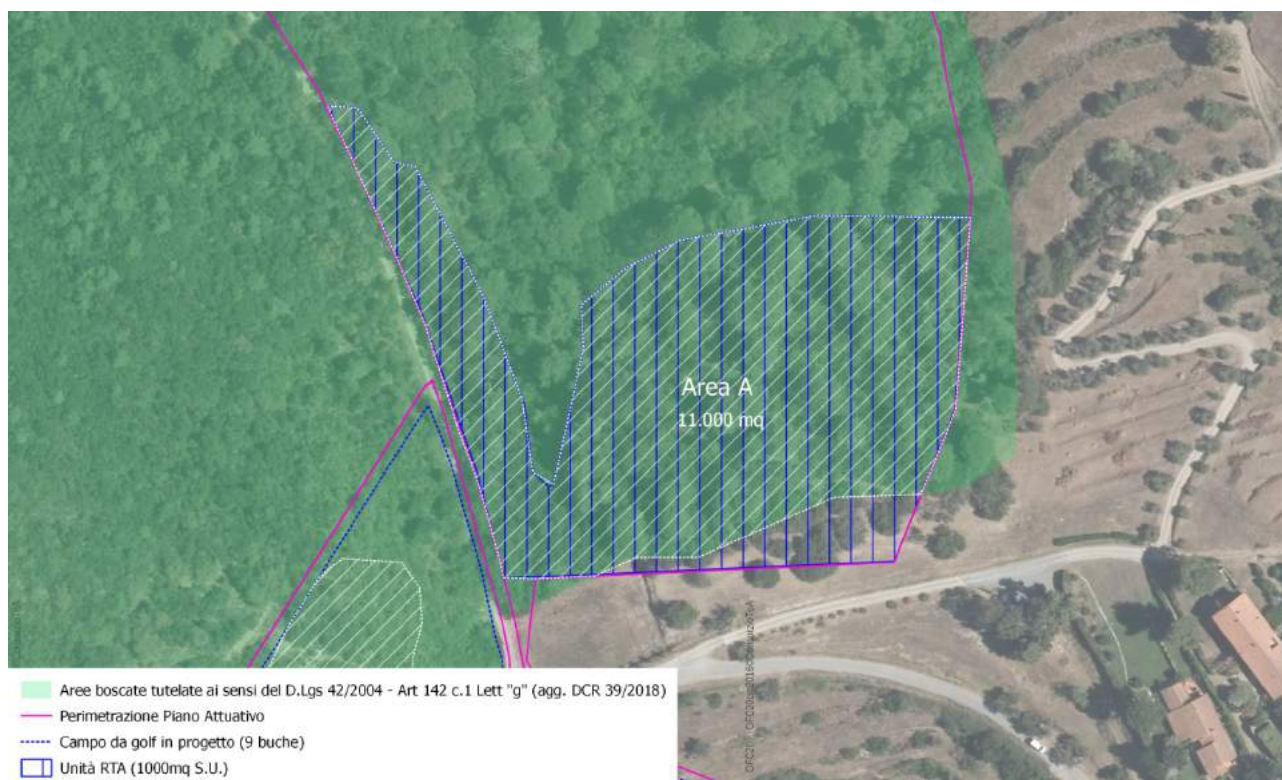 Area A
11.000 mq
Aree boscate tutelate ai sensi del D.Lgs 42/2004 - Art 142 c.1 Lett "g" (agg. DCR 39/2018)
Perimetrazione Piano Attuativo
Campo da golf in progetto (9 buche)
Unità RTA (1000mq S.U.)